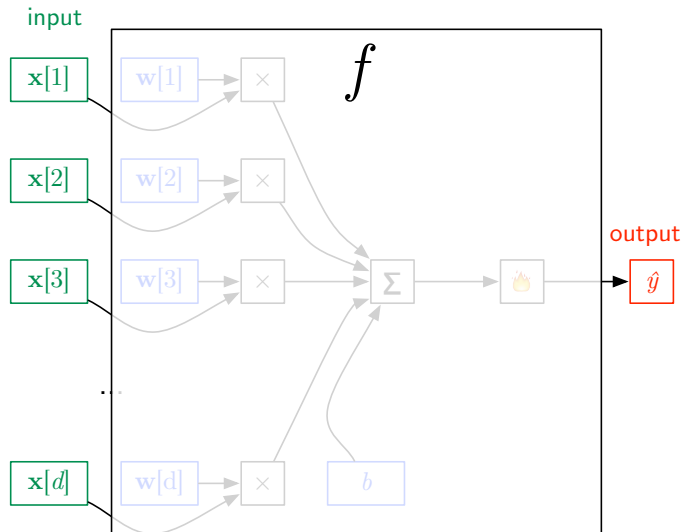 input
f
x[1] w[1] ×
x[2] w[2] ×
output
x[3] w[3] × Σ ŷ
...
x[d] w[d] × b